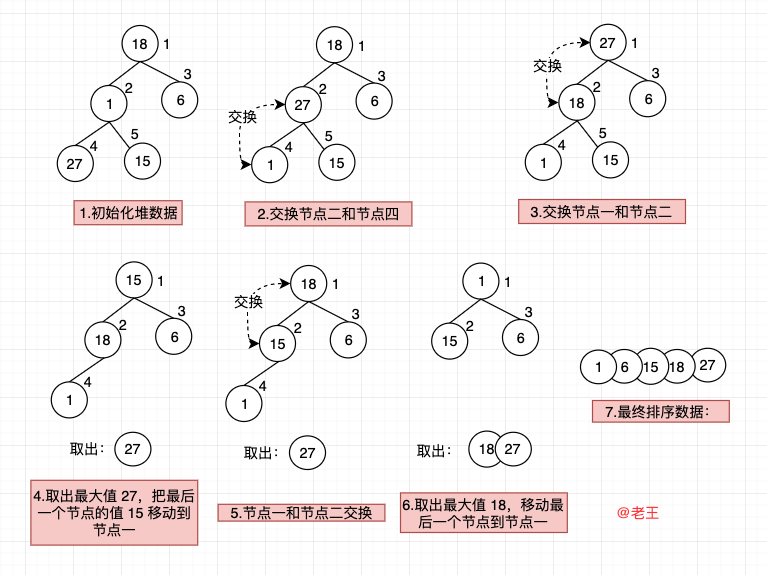 18 1
2 3
1 6
4 5
27 15
1.初始化堆数据
18 1
2 3
交换 27 6
4 5
1 15
2.交换节点二和节点四
27 1
交换 2 3
18 6
4 5
1 15
3.交换节点一和节点二
15 1
2 3
18 6
4
1
取出： 27
4.取出最大值 27，把最后
一个节点的值 15 移动到
节点一
18 1
交换 2 3
15 6
4
1
取出： 27
5.节点一和节点二交换
1 1
2 3
15 6
取出： 18 27
6.取出最大值 18，移动最
后一个节点到节点一
1 6 15 18 27
7.最终排序数据：
@老王